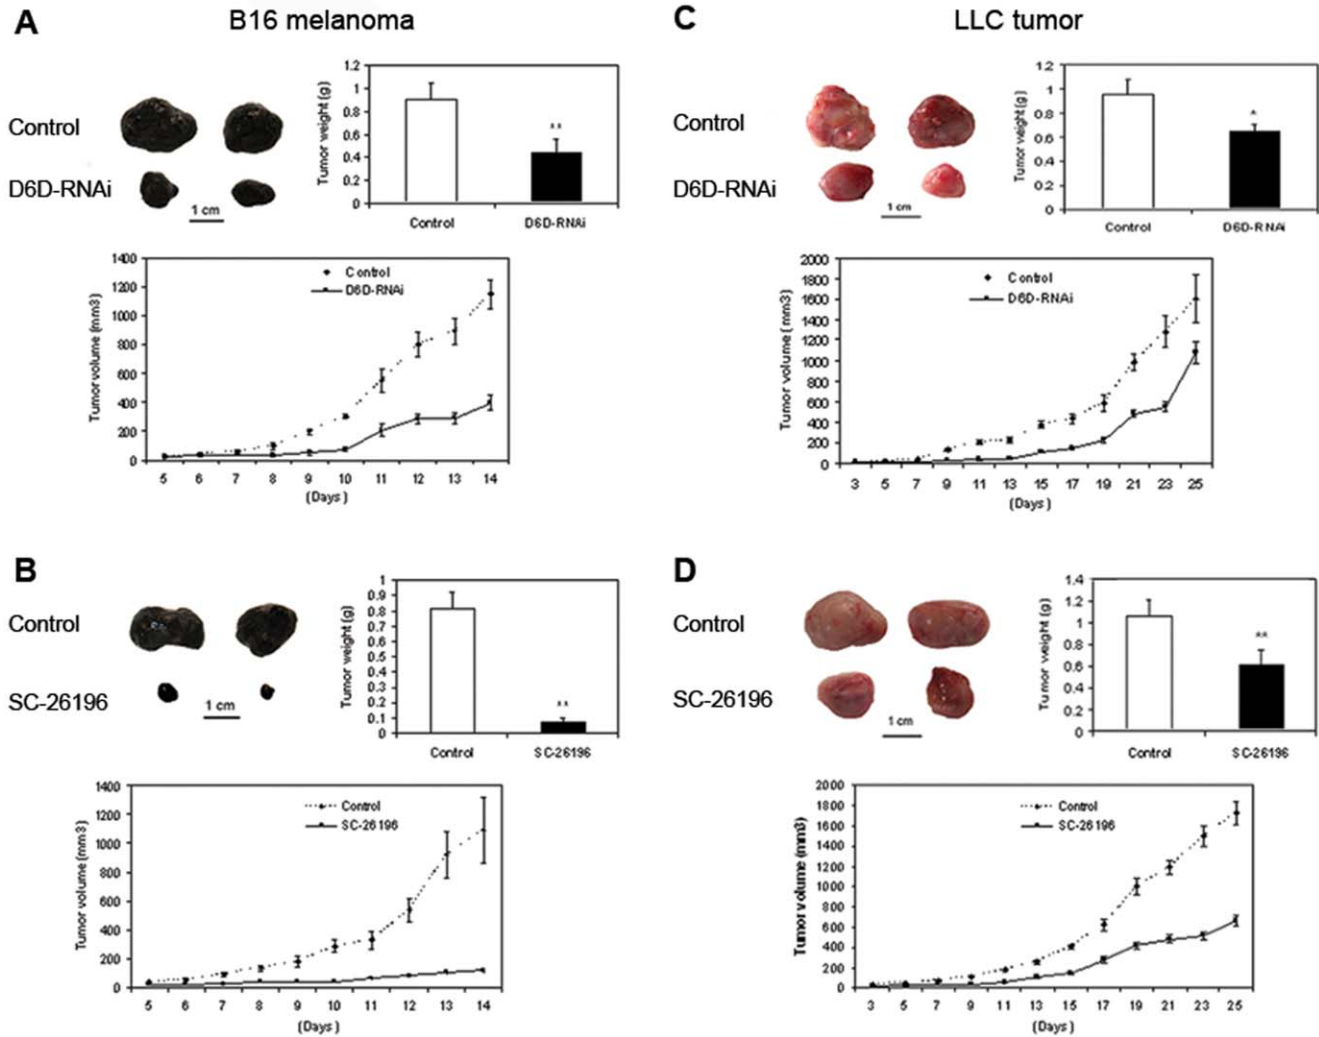 A
B16 melanoma
Control
D6D-RNAi
1 cm
Tumor weight (g)
1.2
1
0.8
0.6
0.4
0.2
0
**
Control
D6D-RNAi
Tumor volume (mm3)
1400
1200
1000
800
600
400
200
0
Control
D6D-RNAi
5 6 7 8 9 10 11 12 13 14
(Days)
B
Control
SC-26196
1 cm
Tumor weight (g)
1
0.9
0.8
0.7
0.6
0.5
0.4
0.3
0.2
0.1
0
**
Control
SC-26196
Tumor volume (mm3)
1400
1200
1000
800
600
400
200
0
Control
SC-26196
5 6 7 8 9 10 11 12 13 14
(Days)
C
LLC tumor
Control
D6D-RNAi
1 cm
Tumor weight (g)
1.2
1
0.8
0.6
0.4
0.2
0
*
Control
D6D-RNAi
Tumor volume (mm3)
2000
1800
1600
1400
1200
1000
800
600
400
200
0
Control
D6D-RNAi
3 5 7 9 11 13 15 17 19 21 23 25
(Days)
D
Control
SC-26196
1 cm
Tumor weight (g)
1.4
1.2
1
0.8
0.6
0.4
0.2
0
**
Control
SC-26196
Tumor volume (mm3)
2000
1800
1600
1400
1200
1000
800
600
400
200
0
Control
SC-26196
3 5 7 9 11 13 15 17 19 21 23 25
(Days)